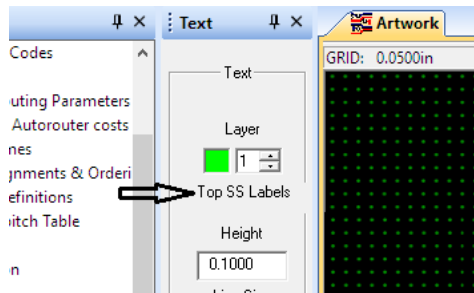 Codes
uting Parameters
Autorouter costs
nes
gnments & Orderi
efinitions
pitch Table
n
Text
Text
Layer
1
Top SS Labels
Height
0.1000
Artwork
GRID: 0.0500in